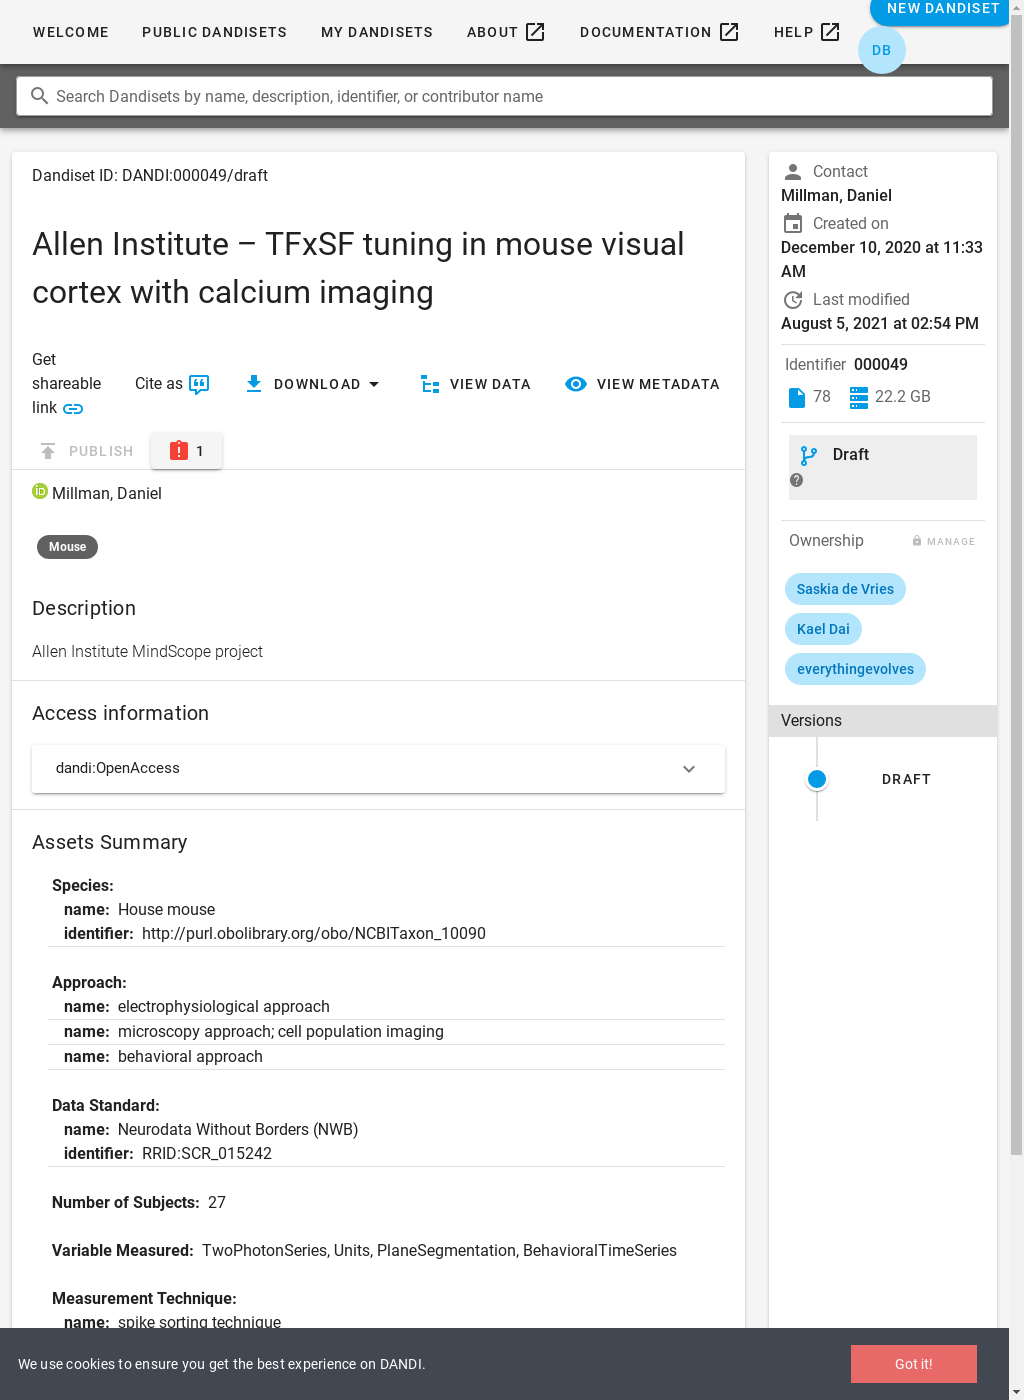 WELCOME PUBLIC DANDISETS MY DANDISETS ABOUT DOCUMENTATION HELP NEW DANDISET
DB
Search Dandisets by name, description, identifier, or contributor name
Dandiset ID: DANDI:000049/draft
Allen Institute – TFxSF tuning in mouse visual
cortex with calcium imaging
Get
shareable
link
Cite as
DOWNLOAD
VIEW DATA
VIEW METADATA
PUBLISH
1
iD Millman, Daniel
Mouse
Description
Allen Institute MindScope project
Access information
dandi:OpenAccess
Assets Summary
Species:
name: House mouse
identifier: http://purl.obolibrary.org/obo/NCBITaxon_10090
Approach:
name: electrophysiological approach
name: microscopy approach; cell population imaging
name: behavioral approach
Data Standard:
name: Neurodata Without Borders (NWB)
identifier: RRID:SCR_015242
Number of Subjects: 27
Variable Measured: TwoPhotonSeries, Units, PlaneSegmentation, BehavioralTimeSeries
Measurement Technique:
name: spike sorting technique
Contact
Millman, Daniel
Created on
December 10, 2020 at 11:33
AM
Last modified
August 5, 2021 at 02:54 PM
Identifier 000049
78 22.2 GB
Draft
?
Ownership MANAGE
Saskia de Vries
Kael Dai
everythingevolves
Versions
DRAFT
We use cookies to ensure you get the best experience on DANDI.
Got it!